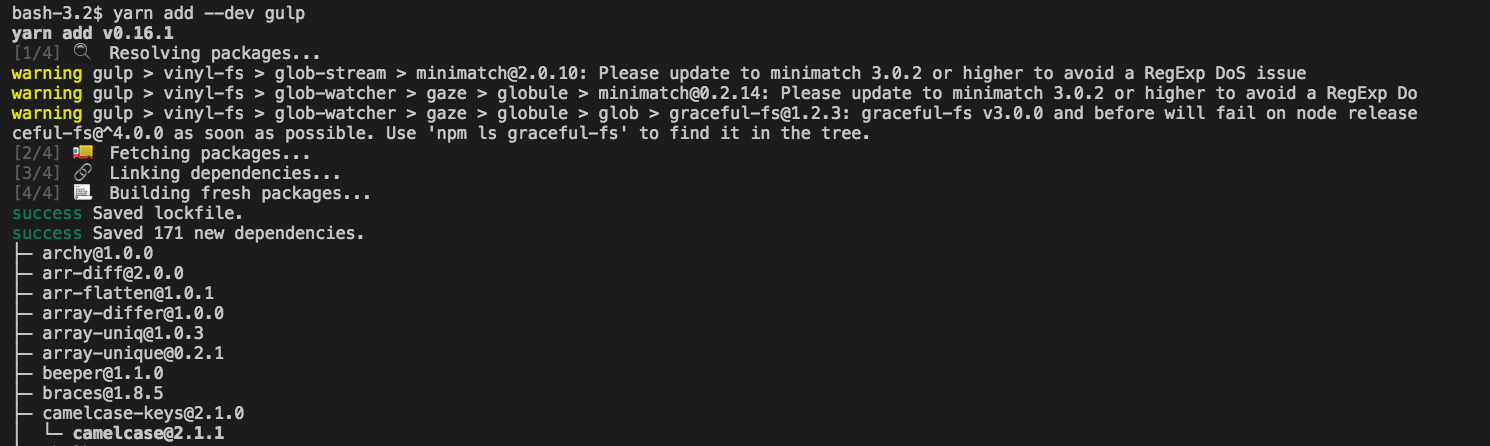 bash-3.2$ yarn add --dev gulp
yarn add v0.16.1
[1/4] 🔍 Resolving packages...
warning gulp > vinyl-fs > glob-stream > minimatch@2.0.10: Please update to minimatch 3.0.2 or higher to avoid a RegExp DoS issue
warning gulp > vinyl-fs > glob-watcher > gaze > globule > minimatch@0.2.14: Please update to minimatch 3.0.2 or higher to avoid a RegExp Do
warning gulp > vinyl-fs > glob-watcher > gaze > globule > glob > graceful-fs@1.2.3: graceful-fs v3.0.0 and before will fail on node release
ceful-fs@^4.0.0 as soon as possible. Use 'npm ls graceful-fs' to find it in the tree.
[2/4] 🚚 Fetching packages...
[3/4] 🔗 Linking dependencies...
[4/4] 📃 Building fresh packages...
success Saved lockfile.
success Saved 171 new dependencies.
├─ archy@1.0.0
├─ arr-diff@2.0.0
├─ arr-flatten@1.0.1
├─ array-differ@1.0.0
├─ array-uniq@1.0.3
├─ array-unique@0.2.1
├─ beeper@1.1.0
├─ braces@1.8.5
├─ camelcase-keys@2.1.0
│  └─ camelcase@2.1.1